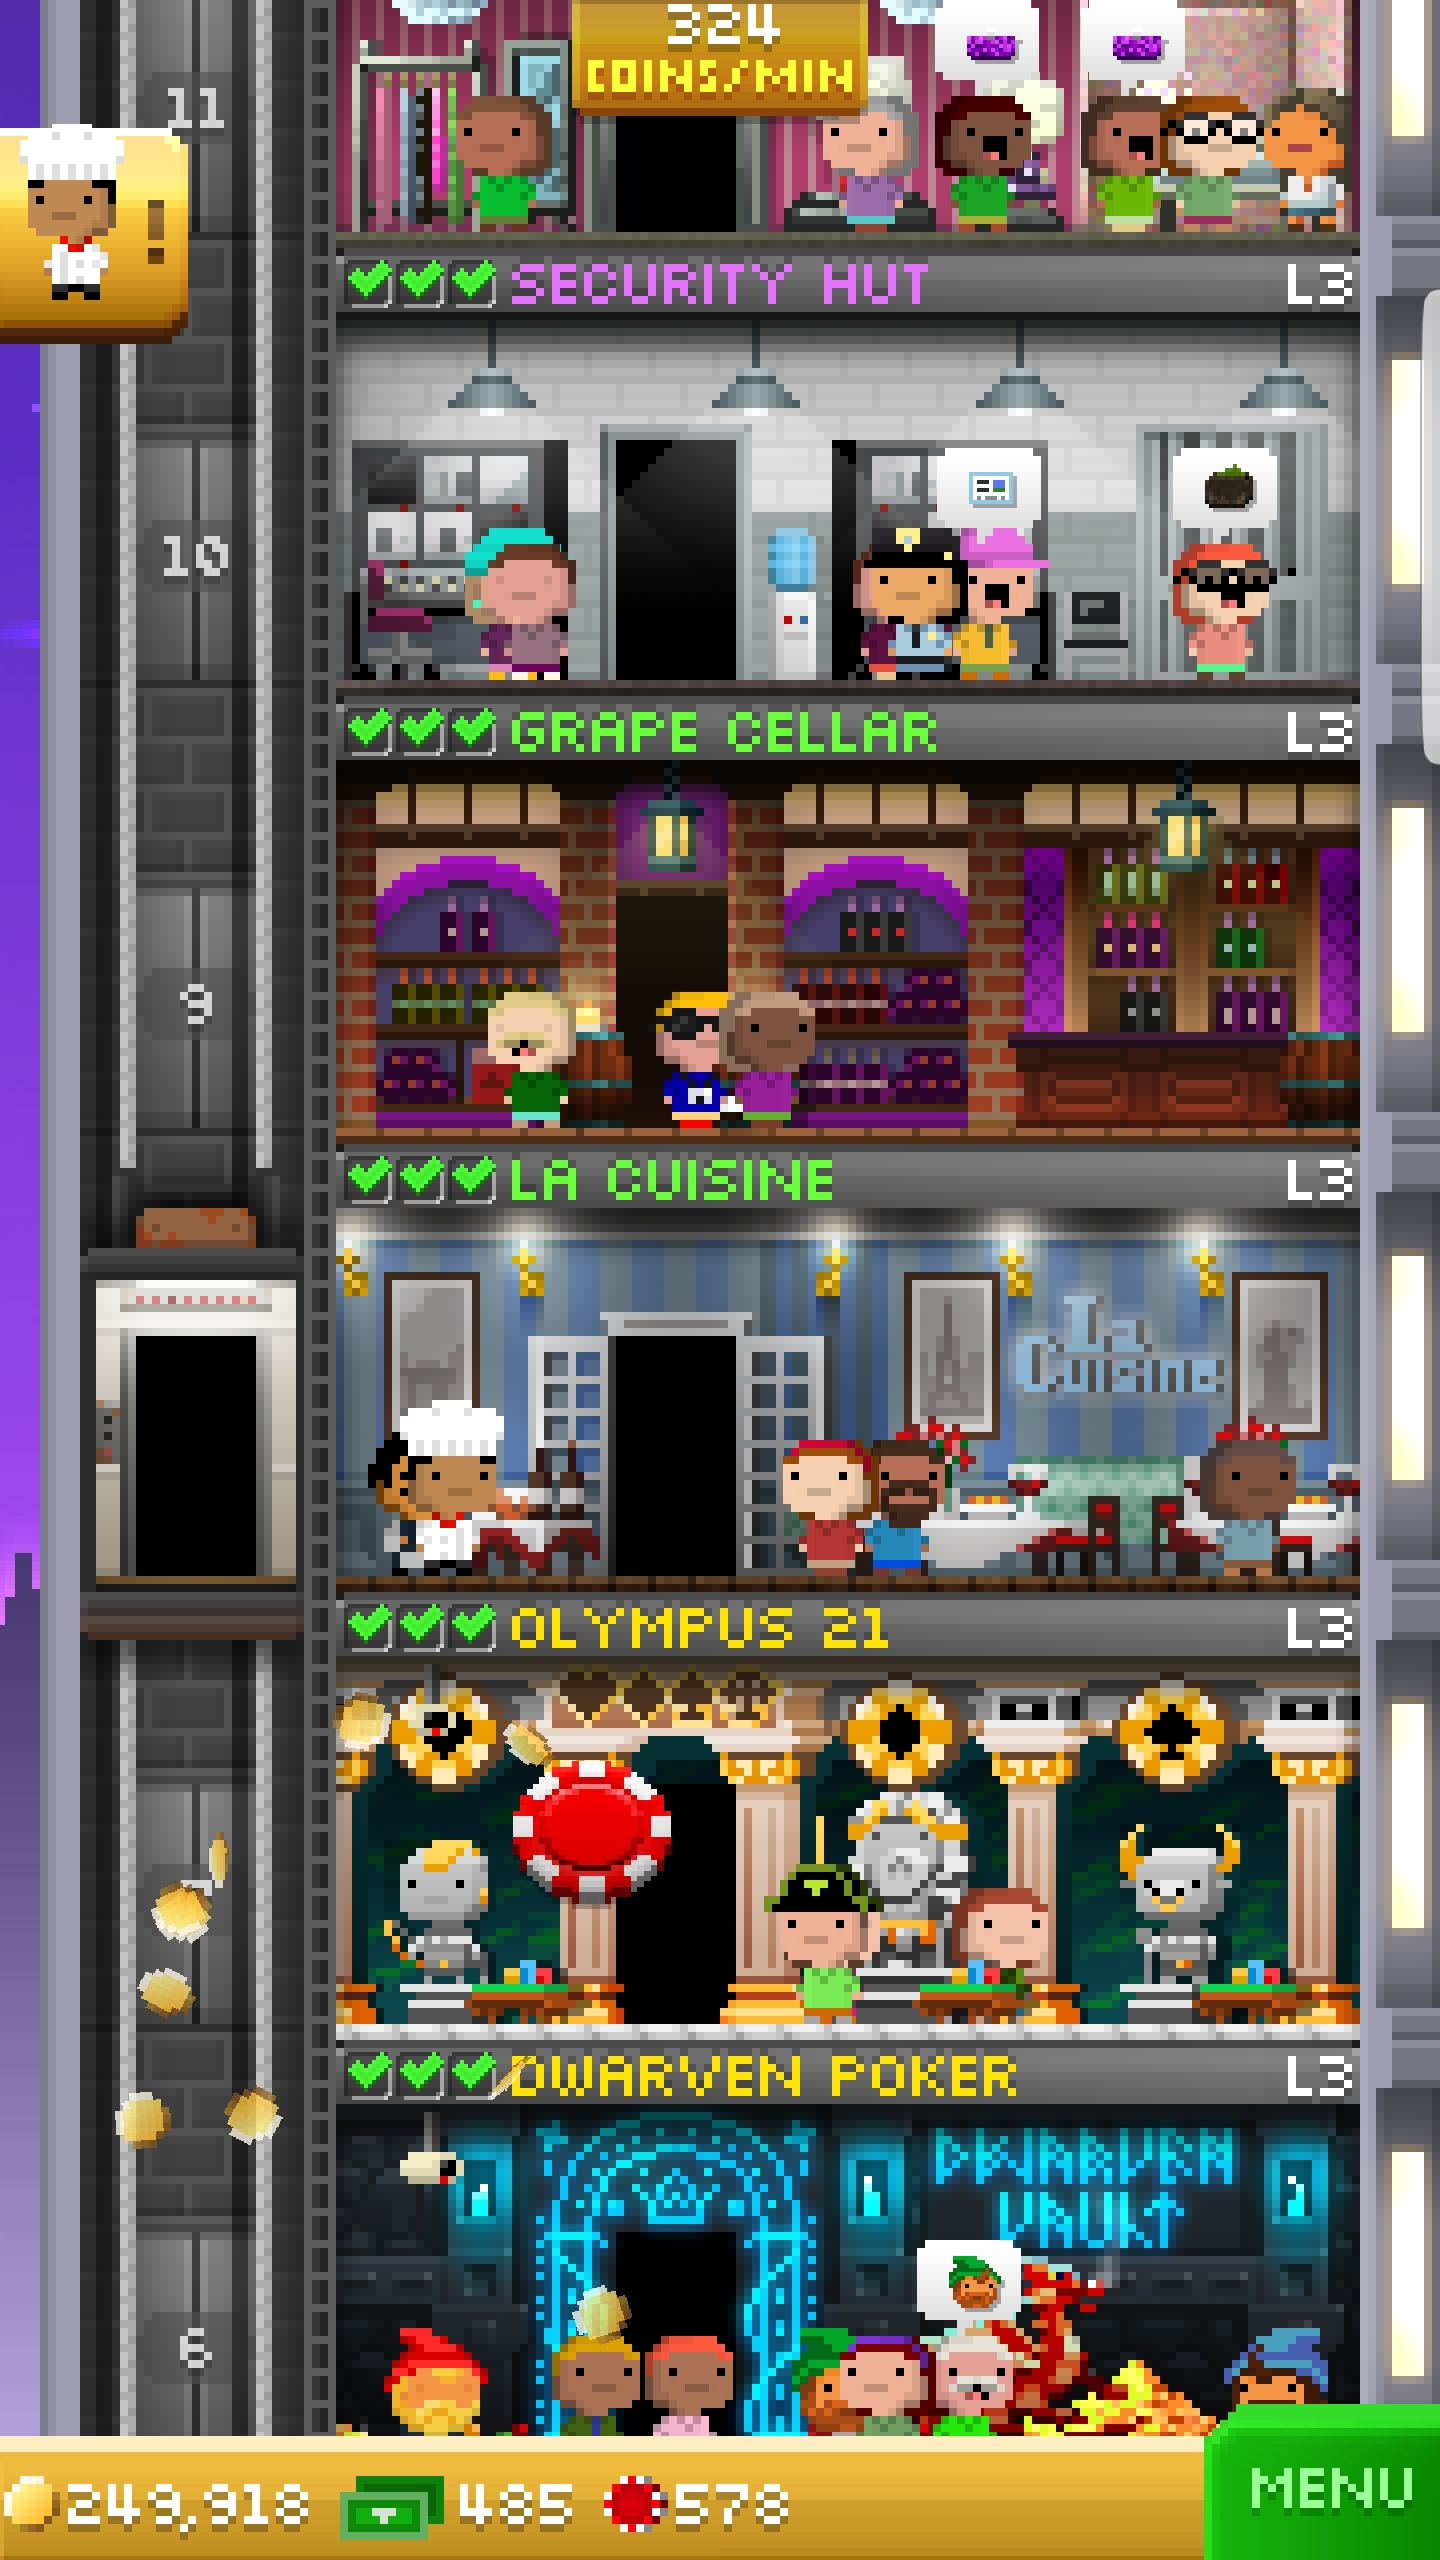 324
COINS/MIN
11
!
SECURITY HUT L3
10
GRAPE CELLAR L3
9
LA CUISINE L3
La
Cuisine
OLYMPUS 21 L3
DWARVEN POKER L3
DWARVEN
VAULT
6
249,918 485 578
MENU